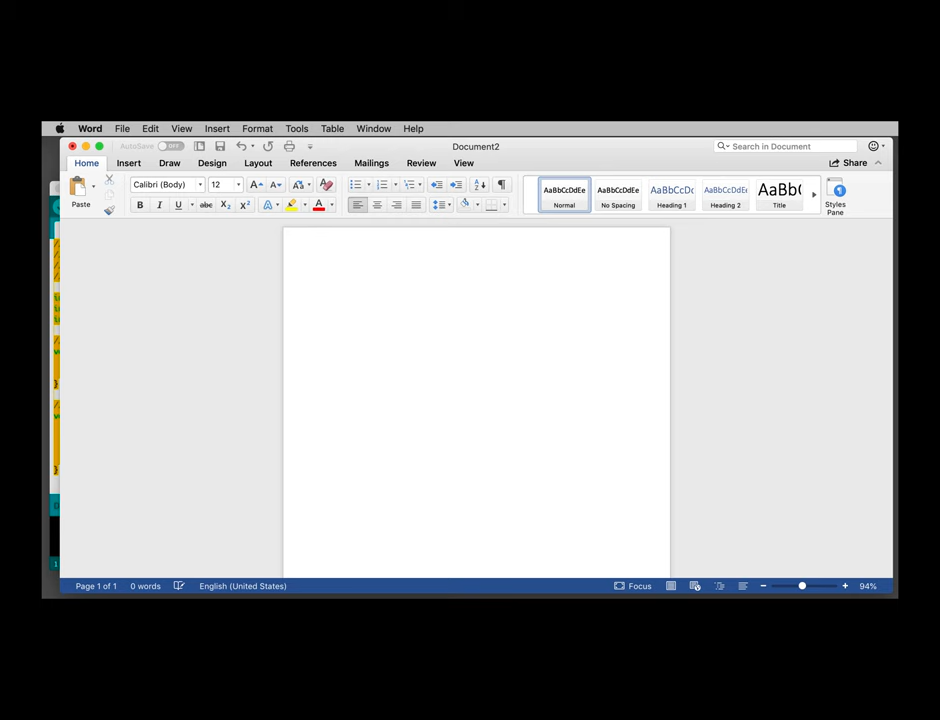 Word File Edit View Insert Format Tools Table Window Help
AutoSave OFF Document2 Search in Document
Home Insert Draw Design Layout References Mailings Review View Share
Paste Calibri (Body) 12 AaBbCcDdEe Normal AaBbCcDdEe No Spacing AaBbCcDc Heading 1 AaBbCcDdEe Heading 2 AaBb( Title Styles Pane
B I U abc X₂ X² A A
Page 1 of 1 0 words English (United States) Focus 94%